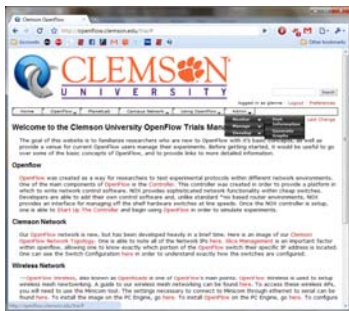 Clemson OpenFlow
http://openflow.clemson.edu/trac#
Other bookmarks
CLEMSON
UNIVERSITY
Search
logged in as glenne Logout Preferences
Home OpenFlow PlanetLab Campus Network Using OpenFlow Admin
Last Change
Welcome to the Clemson University OpenFlow Trials Man
The goal of this website is to familiarize researchers who are new to OpenFlow with it's basic concepts, as well as
provide a venue for current OpenFlow users manage their experiments. Before getting started, it would be useful to go
over some of the basic concepts of OpenFlow, and to provide links to more detailed information.
Openflow
OpenFlow was created as a way for researchers to test experimental protocols within different network environments.
One of the main components of OpenFlow is the Controller. This controller was created in order to provide a platform in
which to write network control software. NOX provides sophisticated network functionality within cheap switches.
Developers are able to add their own control software and, unlike standard *nix based router environments, NOX
provides an interface for managing off the shelf hardware switches at line speeds. Once the NOX controller is setup,
one is able to Start Up The Controller and begin using OpenFlow in order to simulate experiments.
Clemson Network
Our OpenFlow network is new, but has been developed heavily in a brief time. Here is an image of our Clemson
OpenFlow Network Topology. One is able to note all of the Network IPs here. Slice Management is an important factor
within openflow, allowing one to know exactly which portion of the OpenFlow switch their specific IP address is located.
One can see the Switch Configuration here in order to understand exactly how the switches are configured.
Wireless Network
OpenFlow Wireless, also known as OpenRoads is one of OpenFlow's main points. OpenFlow Wireless is used to setup
wireless mesh networking. A guide to our wireless mesh networking can be found here. To access these wireless APs,
you will need to use the Minicom tool. The settings necessary to connect to Minicom through ethernet to serial can be
found here. To install the image on the PC Engine, go here. To install OpenFlow on the PC Engine, go here. To configure